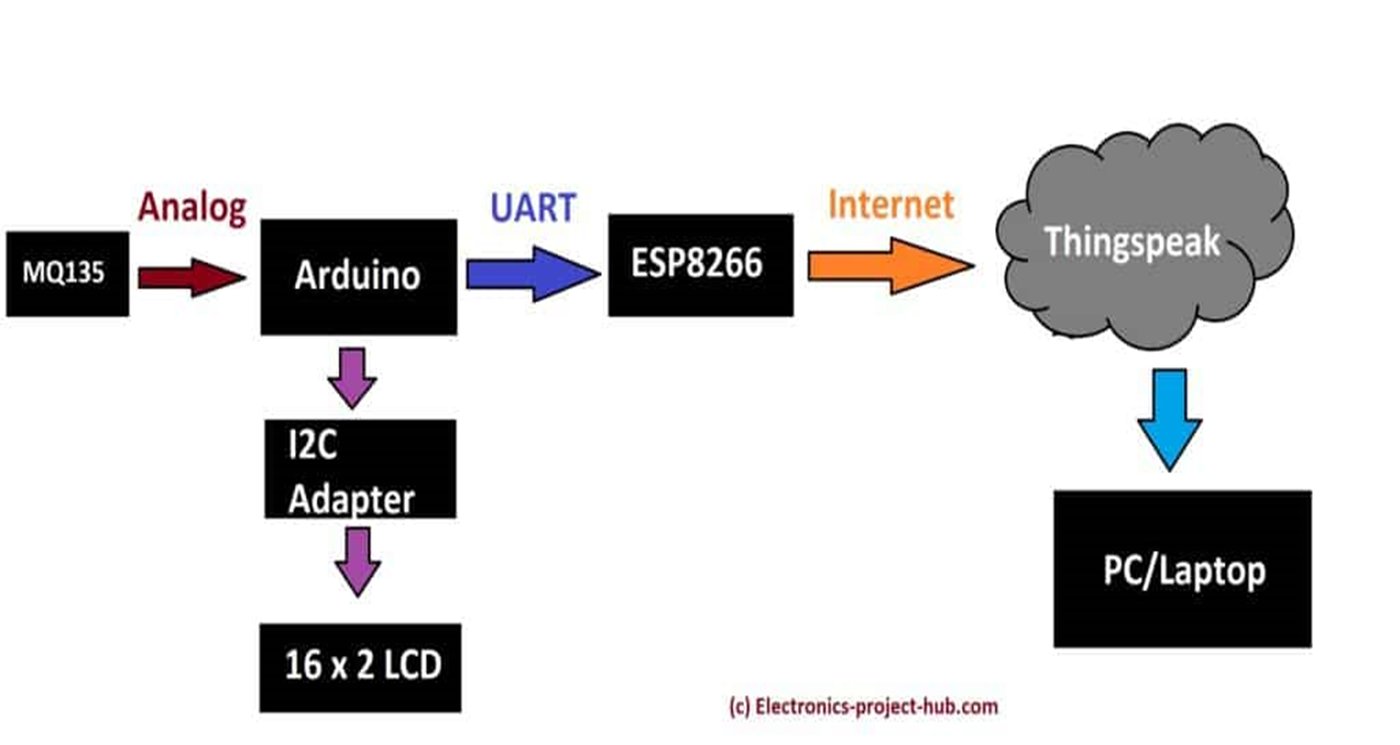 Analog
UART
Internet
MQ135
Arduino
ESP8266
Thingspeak
I2C
Adapter
PC/Laptop
16 x 2 LCD
(c) Electronics-project-hub.com